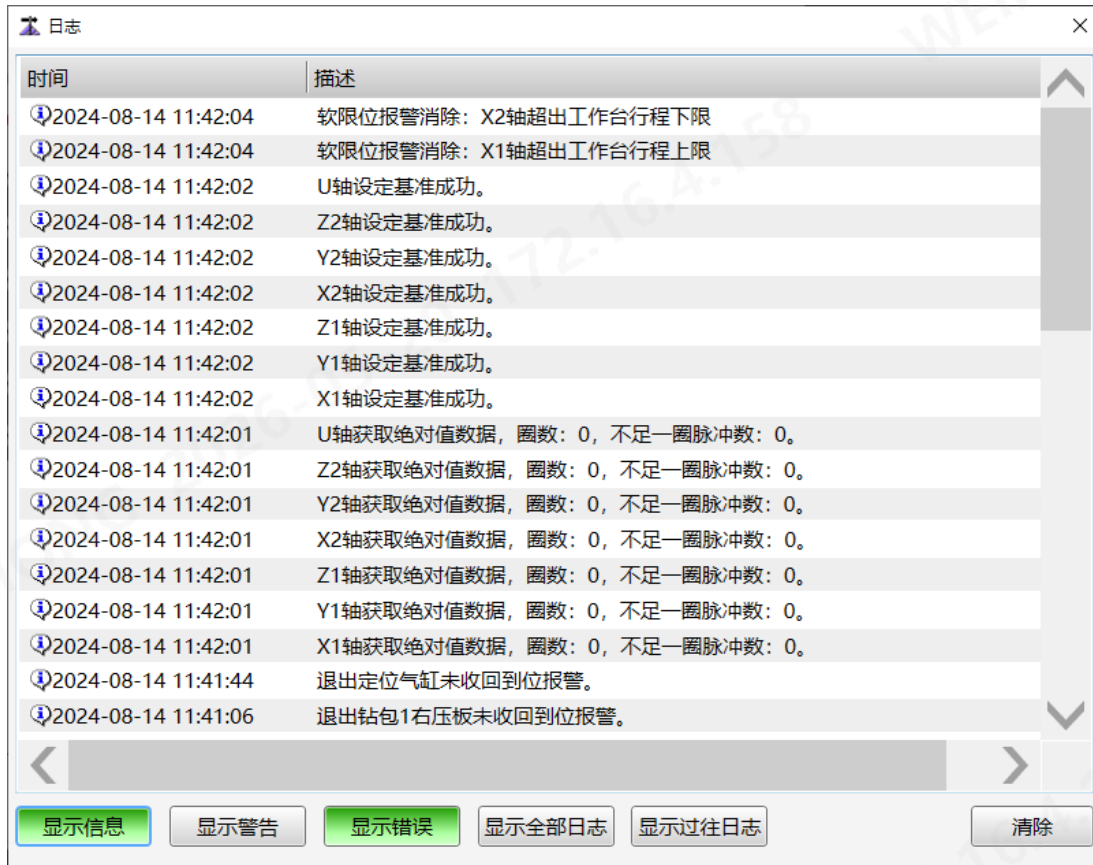 日志
时间 描述
2024-08-14 11:42:04 软限位报警消除：X2轴超出工作台行程下限
2024-08-14 11:42:04 软限位报警消除：X1轴超出工作台行程上限
2024-08-14 11:42:02 U轴设定基准成功。
2024-08-14 11:42:02 Z2轴设定基准成功。
2024-08-14 11:42:02 Y2轴设定基准成功。
2024-08-14 11:42:02 X2轴设定基准成功。
2024-08-14 11:42:02 Z1轴设定基准成功。
2024-08-14 11:42:02 Y1轴设定基准成功。
2024-08-14 11:42:02 X1轴设定基准成功。
2024-08-14 11:42:01 U轴获取绝对值数据，圈数：0，不足一圈脉冲数：0。
2024-08-14 11:42:01 Z2轴获取绝对值数据，圈数：0，不足一圈脉冲数：0。
2024-08-14 11:42:01 Y2轴获取绝对值数据，圈数：0，不足一圈脉冲数：0。
2024-08-14 11:42:01 X2轴获取绝对值数据，圈数：0，不足一圈脉冲数：0。
2024-08-14 11:42:01 Z1轴获取绝对值数据，圈数：0，不足一圈脉冲数：0。
2024-08-14 11:42:01 Y1轴获取绝对值数据，圈数：0，不足一圈脉冲数：0。
2024-08-14 11:42:01 X1轴获取绝对值数据，圈数：0，不足一圈脉冲数：0。
2024-08-14 11:41:44 退出定位气缸未收回到位报警。
2024-08-14 11:41:06 退出钻包1右压板未收回到位报警。
显示信息 显示警告 显示错误 显示全部日志 显示过往日志 清除